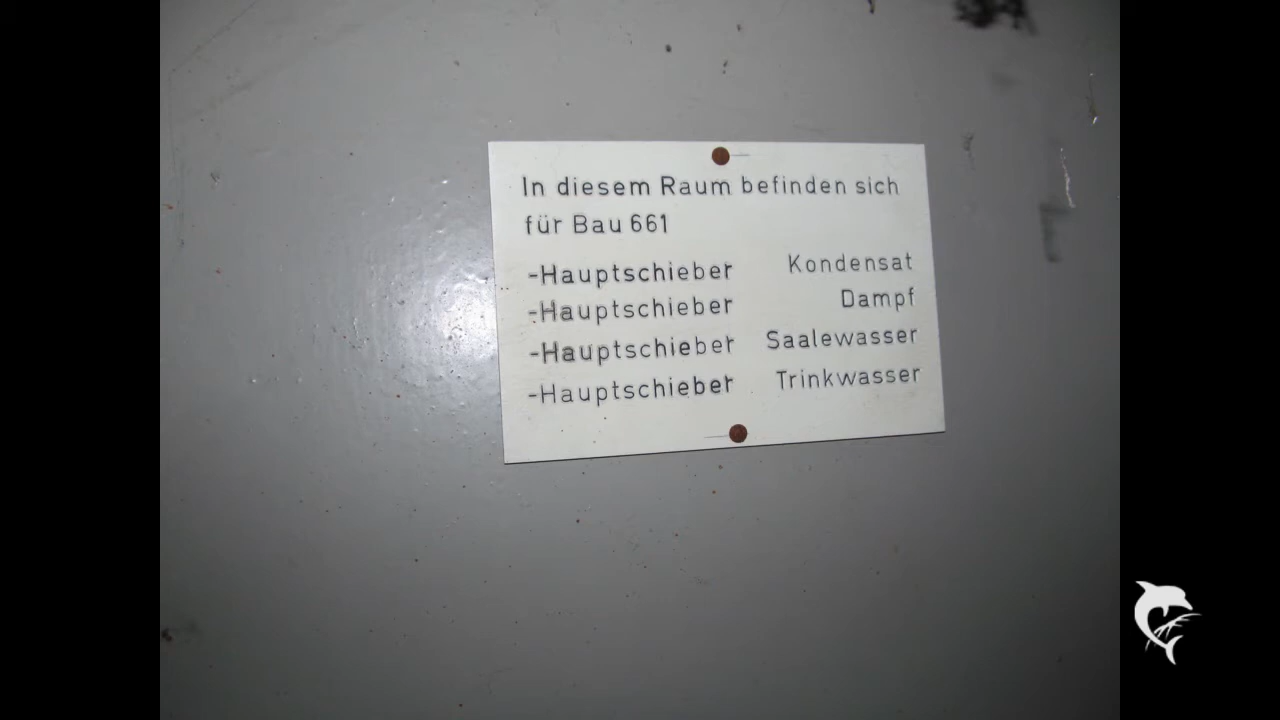 In diesem Raum befinden sich
für Bau 661
-Hauptschieber Kondensat
-Hauptschieber Dampf
-Hauptschieber Saalewasser
-Hauptschieber Trinkwasser